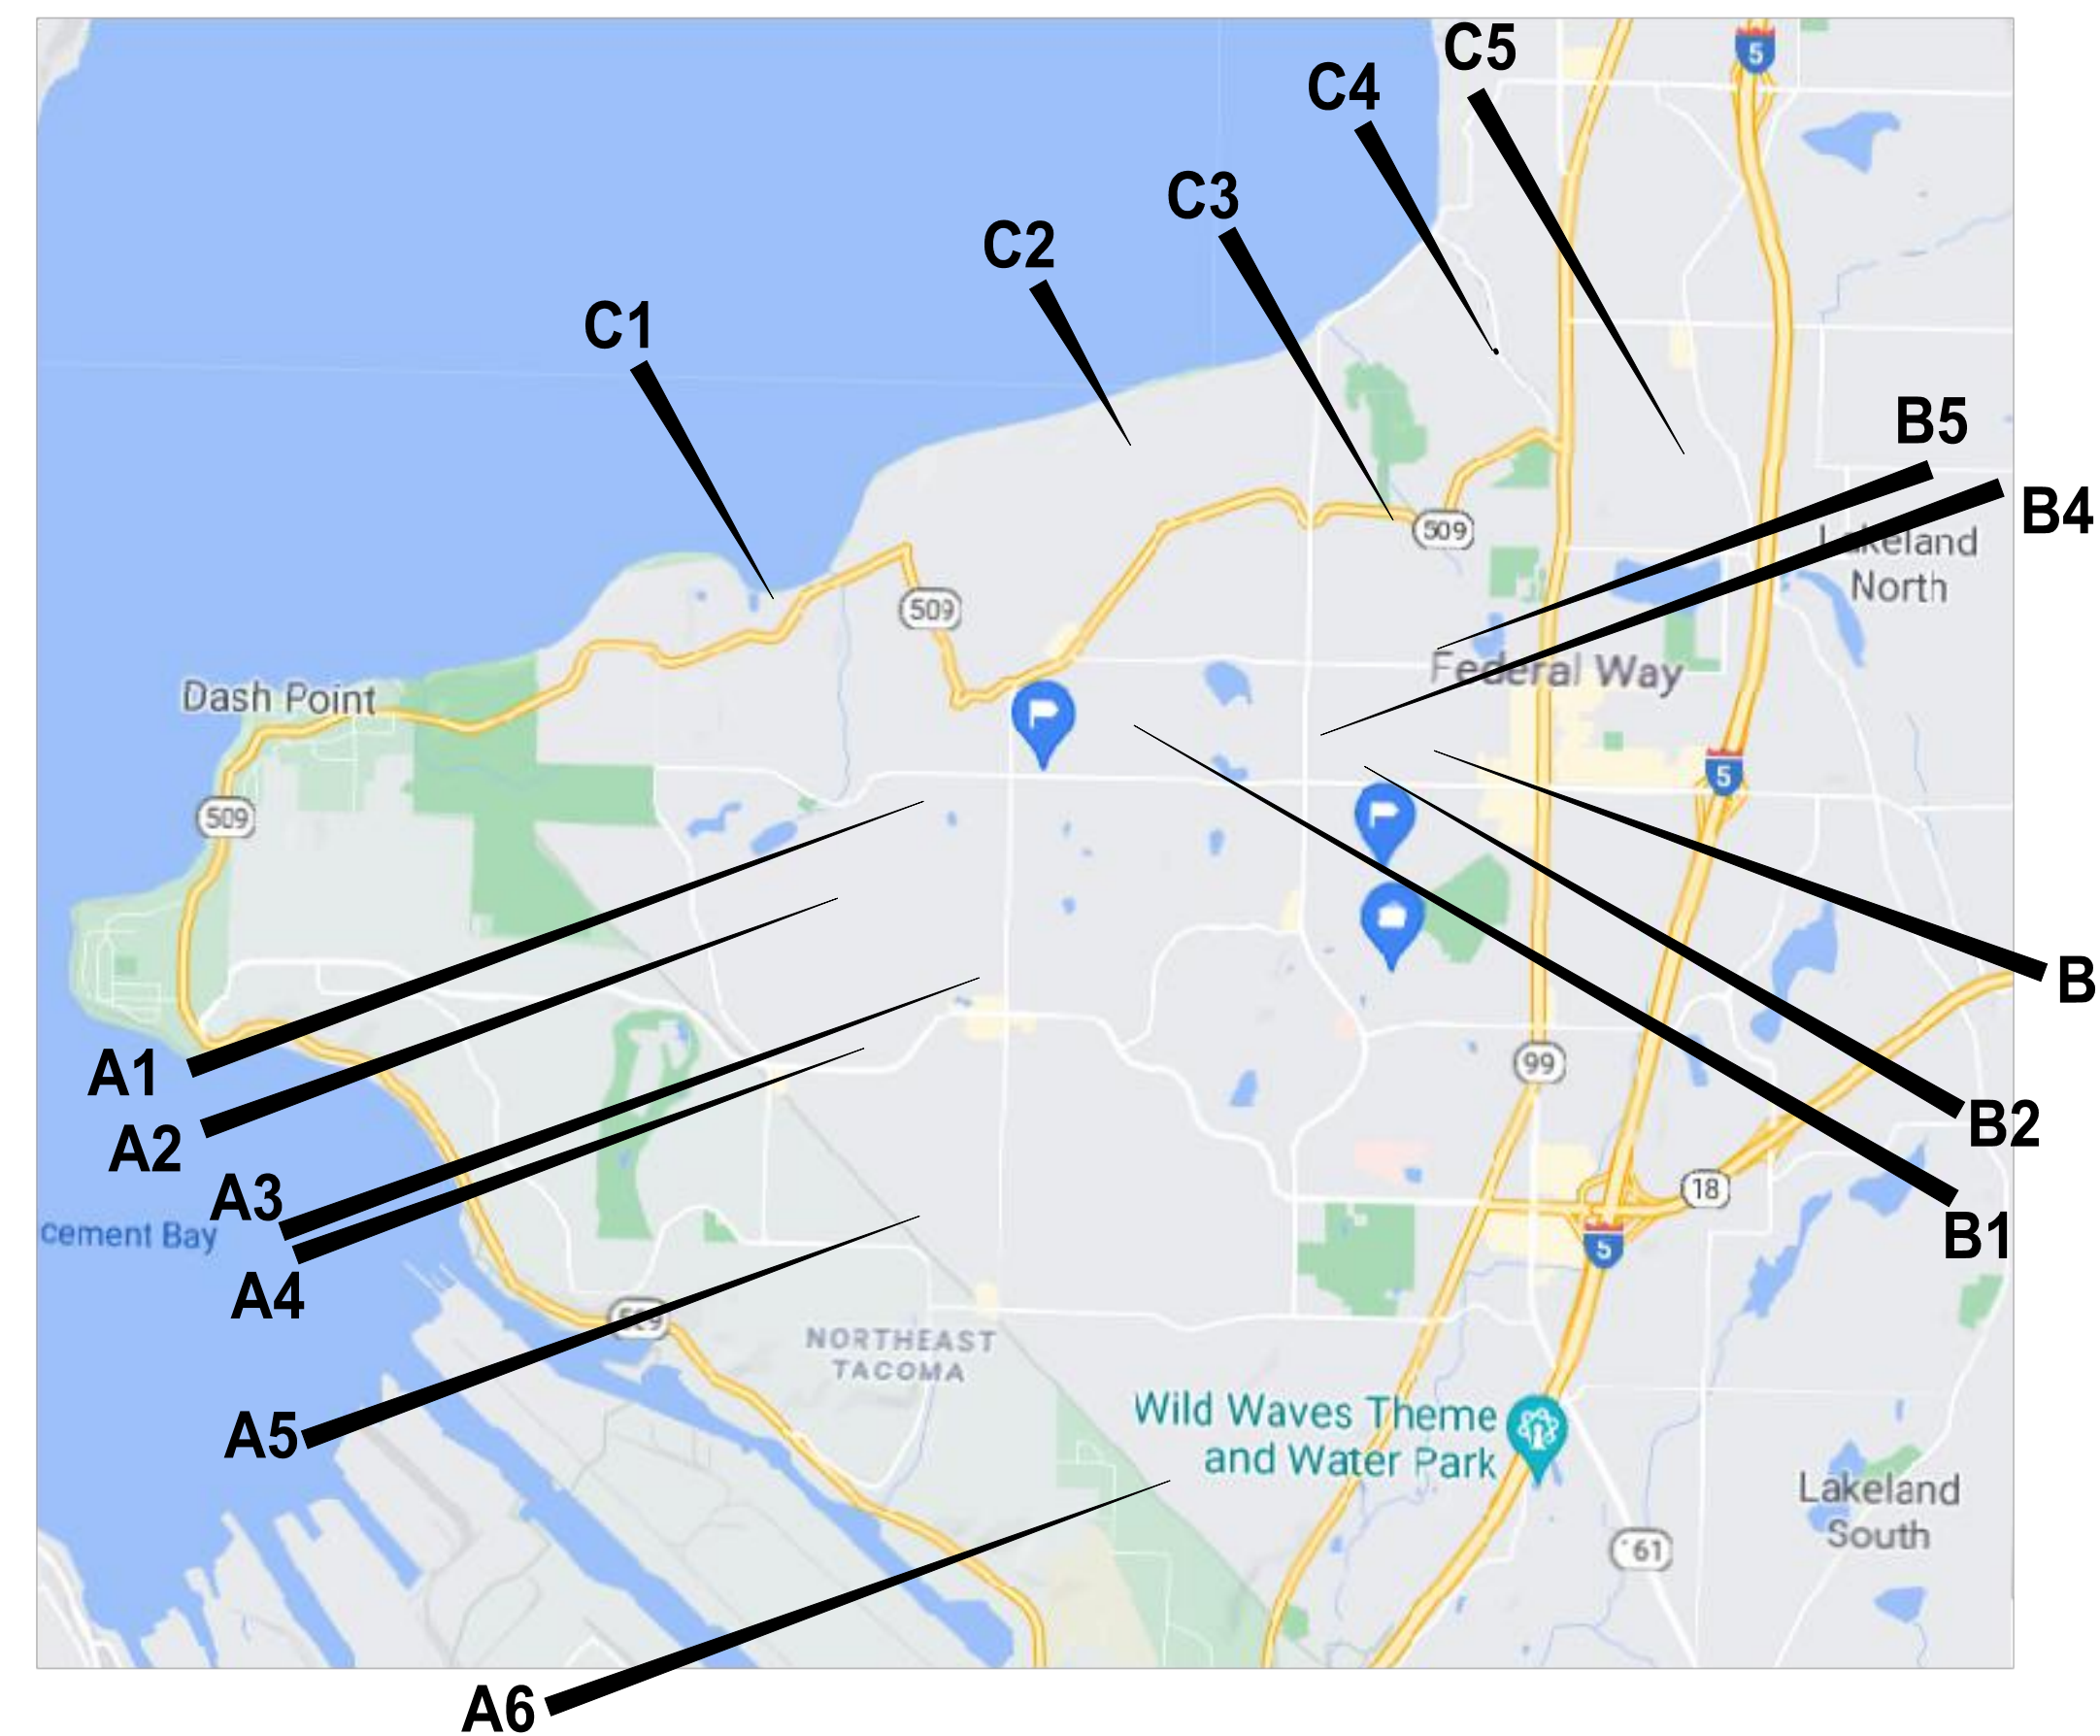 C5
5
C4
C3
C2
C1
B5
B4
509
Lakeland
North
509
Federal Way
Dash Point
5
509
B
A1
99
A2
B2
18
A3
cement Bay
B1
5
A4
509
NORTHEAST
TACOMA
Wild Waves Theme
and Water Park
A5
Lakeland
South
61
A6